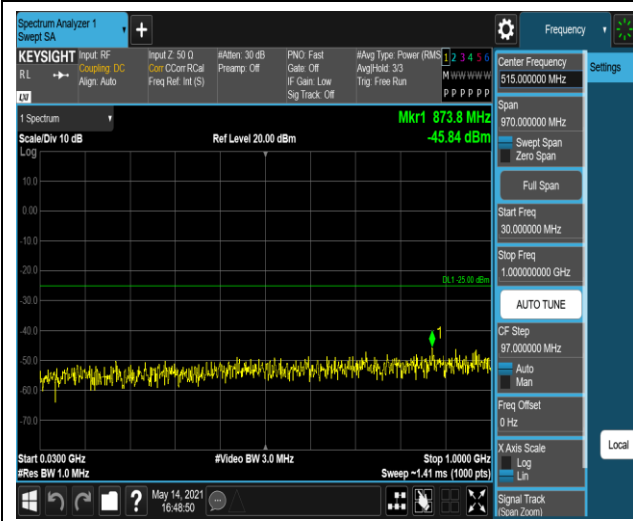 Spectrum Analyzer 1
Swept SA
Frequency
KEYSIGHT
RL
LXI
Input: RF
Coupling: DC
Align: Auto
Input Z: 50 Ω
Corr CCorr RCal
Freq Ref: Int (S)
#Atten: 30 dB
Preamp: Off
PNO: Fast
Gate: Off
IF Gain: Low
Sig Track: Off
#Avg Type: Power (RMS
Avg|Hold: 3/3
Trig: Free Run
1 2 3 4 5 6
M W W W W W
P P P P P P
1 Spectrum
Scale/Div 10 dB
Log
Ref Level 20.00 dBm
Mkr1 873.8 MHz
-45.84 dBm
10.0
0.00
-10.0
-20.0
DL1 -25.00 dBm
-30.0
-40.0
1
-50.0
-60.0
-70.0
Start 0.0300 GHz
#Res BW 1.0 MHz
#Video BW 3.0 MHz
Stop 1.0000 GHz
Sweep ~1.41 ms (1000 pts)
?
May 14, 2021
16:48:50
Center Frequency
515.000000 MHz
Span
970.000000 MHz
Swept Span
Zero Span
Full Span
Start Freq
30.000000 MHz
Stop Freq
1.000000000 GHz
AUTO TUNE
CF Step
97.000000 MHz
Auto
Man
Freq Offset
0 Hz
X Axis Scale
Log
Lin
Signal Track
(Span Zoom)
Settings
Local